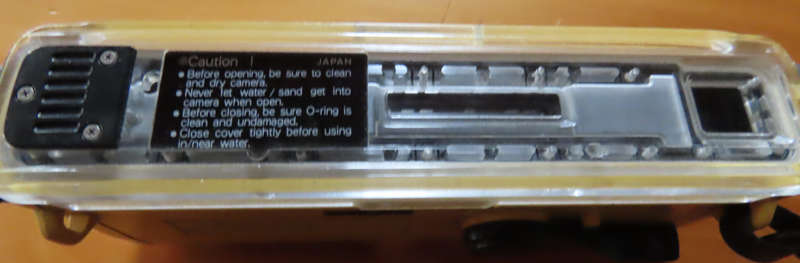 Caution ! JAPAN
● Before opening, be sure to clean
and dry camera.
● Never let water / sand get into
camera when open.
● Before closing, be sure O-ring is
clean and undamaged.
● Close cover tightly before using
in/near water.